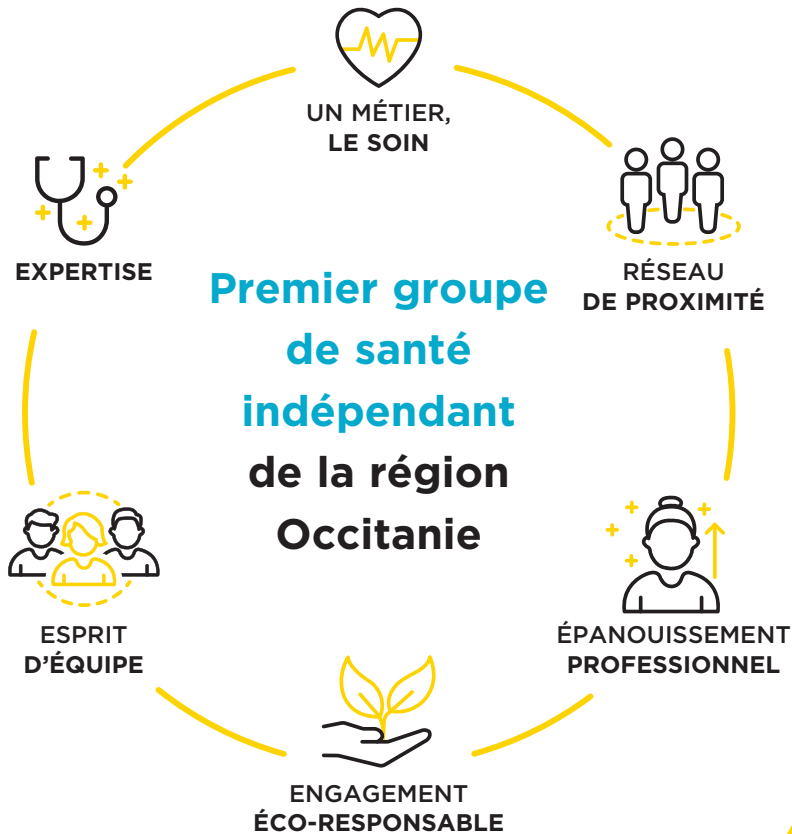 UN MÉTIER,
LE SOIN
EXPERTISE
RÉSEAU
DE PROXIMITÉ
Premier groupe
de santé
indépendant
de la région
Occitanie
ESPRIT
D’ÉQUIPE
ÉPANOUISSEMENT
PROFESSIONNEL
ENGAGEMENT
ÉCO-RESPONSABLE